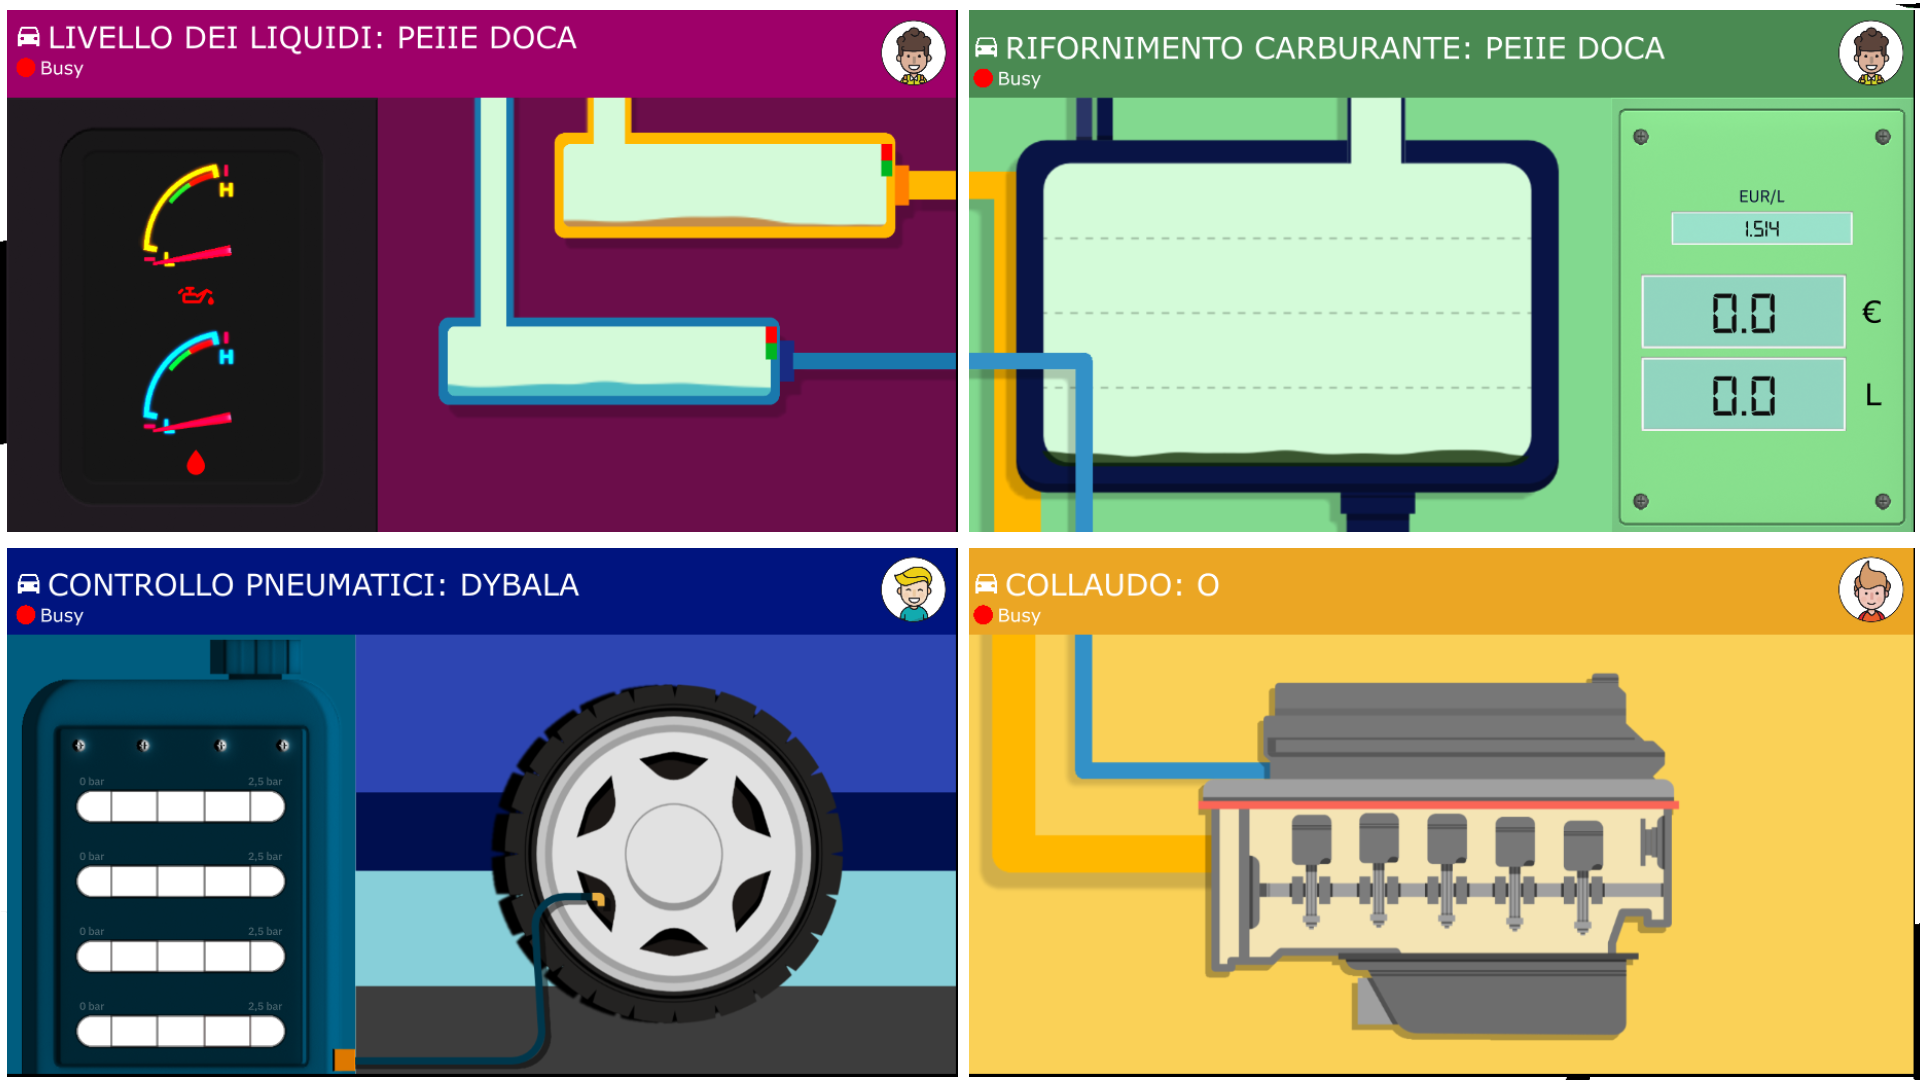 LIVELLO DEI LIQUIDI: PEIIE DOCA
Busy
H
L
H
L
RIFORNIMENTO CARBURANTE: PEIIE DOCA
Busy
EUR/L
1.514
0.0 €
0.0 L
CONTROLLO PNEUMATICI: DYBALA
Busy
0 bar 2,5 bar
0 bar 2,5 bar
0 bar 2,5 bar
0 bar 2,5 bar
COLLAUDO: O
Busy